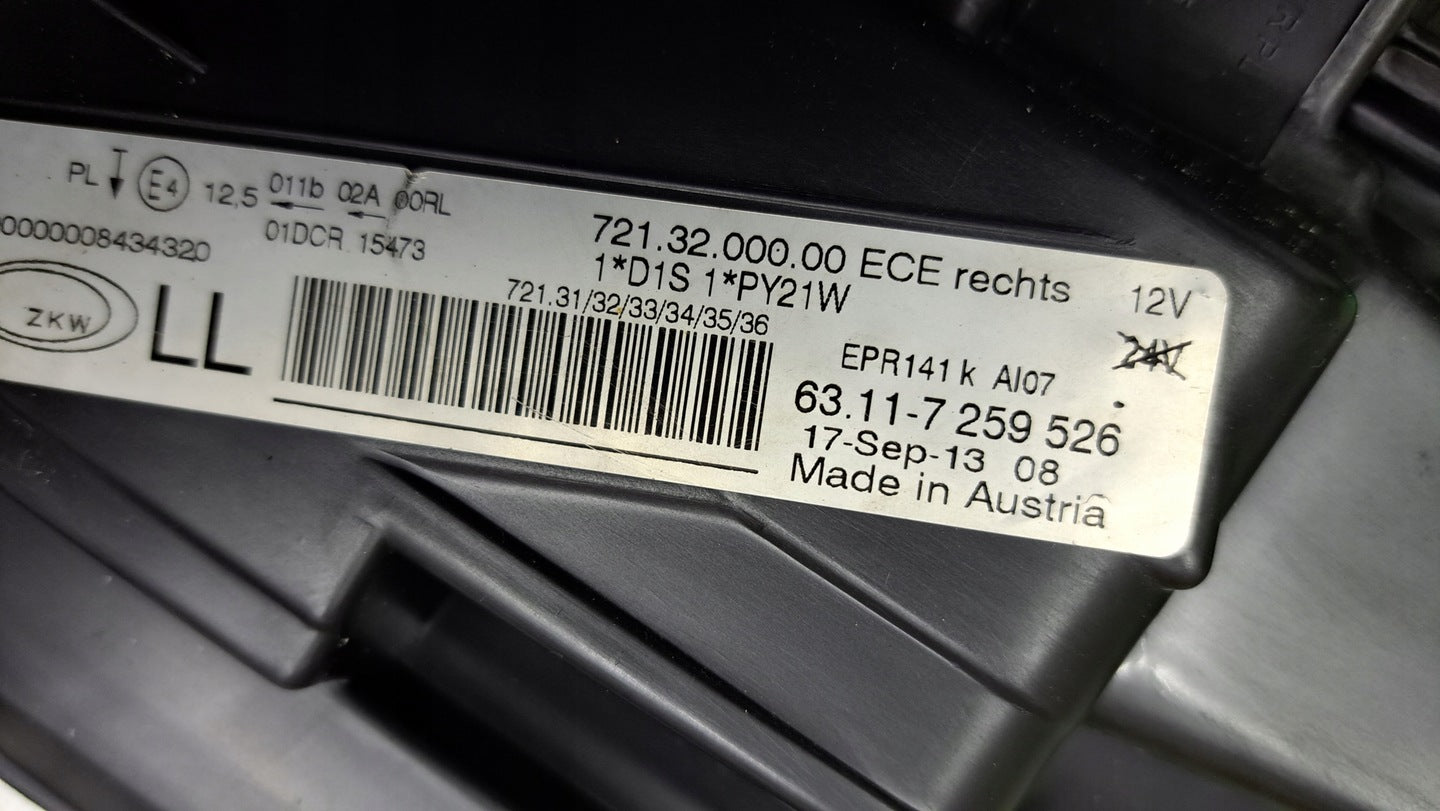 PL E4 12,5 011b 02A 00RL
01DCR 15473
0000008434320
ZKW
LL
721.32.000.00 ECE rechts
1*D1S 1*PY21W
721.31/32/33/34/35/36
12V
24V
EPR141 k AI07
63.11-7 259 526
17-Sep-13 08
Made in Austria